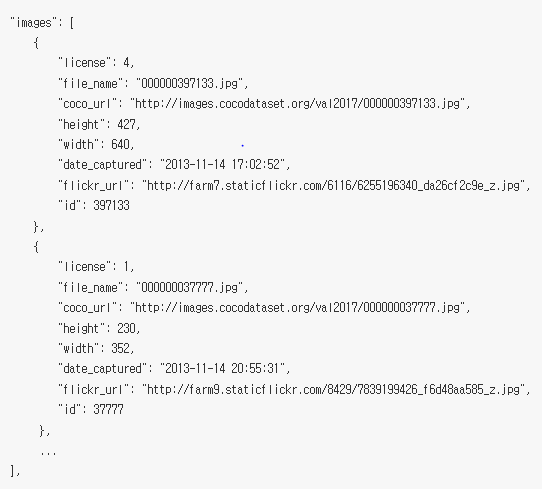 "images": [
    {
        "license": 4,
        "file_name": "000000397133.jpg",
        "coco_url": "http://images.cocodataset.org/val2017/000000397133.jpg",
        "height": 427,
        "width": 640,
        "date_captured": "2013-11-14 17:02:52",
        "flickr_url": "http://farm7.staticflickr.com/6116/6255196340_da26cf2c9e_z.jpg",
        "id": 397133
    },
    {
        "license": 1,
        "file_name": "000000037777.jpg",
        "coco_url": "http://images.cocodataset.org/val2017/000000037777.jpg",
        "height": 230,
        "width": 352,
        "date_captured": "2013-11-14 20:55:31",
        "flickr_url": "http://farm9.staticflickr.com/8429/7839199426_f6d48aa585_z.jpg",
        "id": 37777
     },
     ...
],